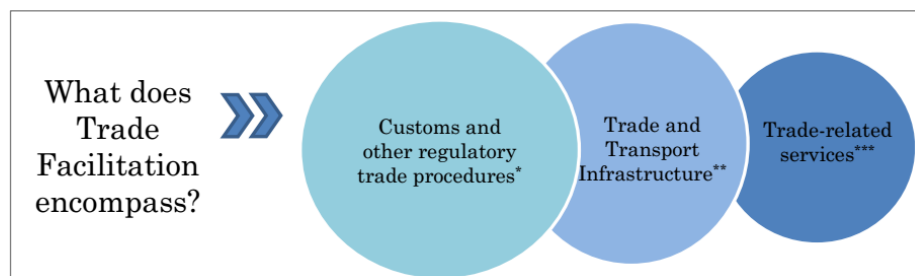 What does
Trade
Facilitation
encompass?
Customs and
other regulatory
trade procedures*
Trade and
Transport
Infrastructure**
Trade-related
services***